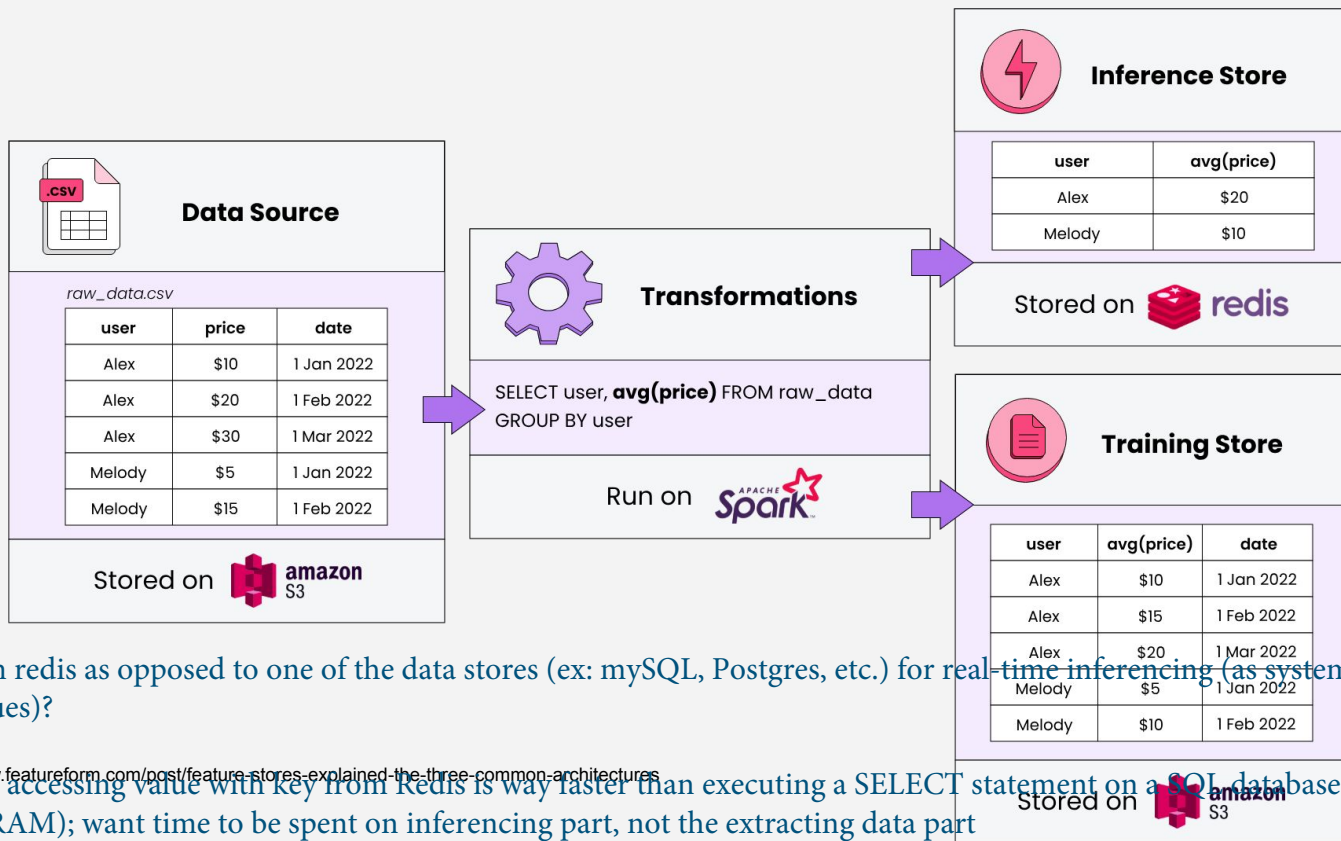 .csv
Data Source
raw_data.csv
user price date
Alex $10 1 Jan 2022
Alex $20 1 Feb 2022
Alex $30 1 Mar 2022
Melody $5 1 Jan 2022
Melody $15 1 Feb 2022
Stored on amazon S3
Transformations
SELECT user, avg(price) FROM raw_data
GROUP BY user
Run on APACHE Spark
Inference Store
user avg(price)
Alex $20
Melody $10
Stored on redis
Training Store
user avg(price) date
Alex $10 1 Jan 2022
Alex $15 1 Feb 2022
Alex $20 1 Mar 2022
Melody $5 1 Jan 2022
Melody $10 1 Feb 2022
Stored on amazon S3
redis as opposed to one of the data stores (ex: mySQL, Postgres, etc.) for real-time inferencing (as system
ues)?
.featureform.com/post/feature-stores-explained-the-three-common-architectures
accessing value with key from Redis is way faster than executing a SELECT statement on a SQL database
RAM); want time to be spent on inferencing part, not the extracting data part